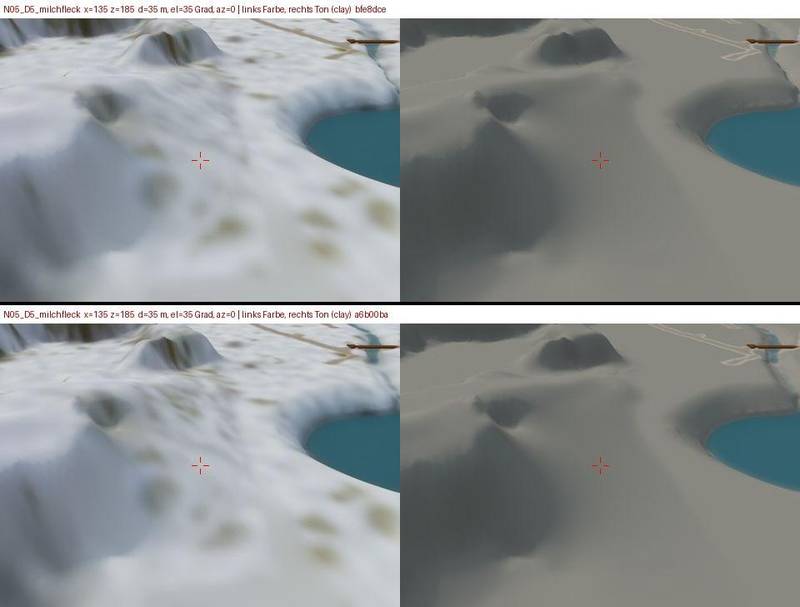 N05_D5_milchfleck x=135 z=185 d=35 m, el=35 Grad, az=0 | links Farbe, rechts Ton (clay) bfe8dce
N05_D5_milchfleck x=135 z=185 d=35 m, el=35 Grad, az=0 | links Farbe, rechts Ton (clay) a6b00ba